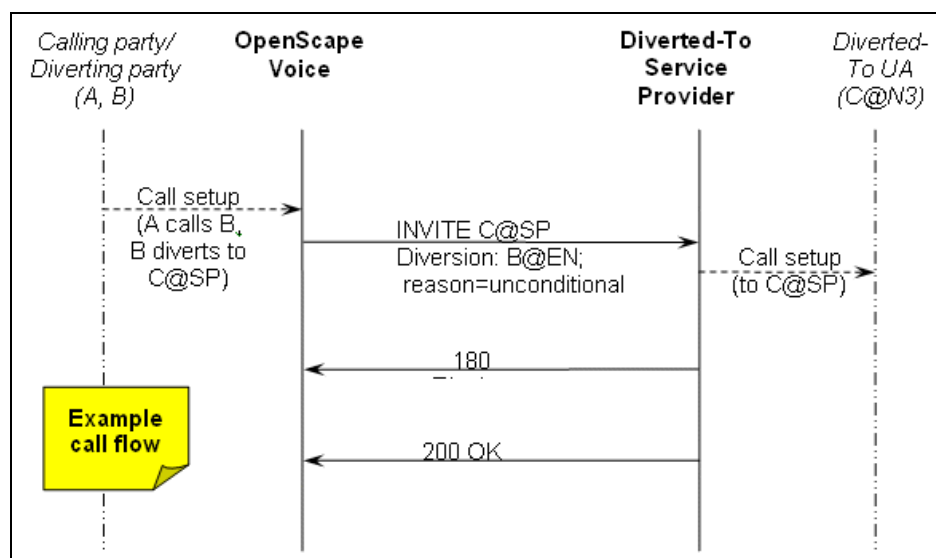 Calling party/
Diverting party
(A, B)
OpenScape
Voice
Diverted-To
Service
Provider
Diverted-
To UA
(C@N3)
Call setup
(A calls B,
B diverts to
C@SP)
INVITE C@SP
Diversion: B@EN;
reason=unconditional
Call setup
(to C@SP)
180
Example
call flow
200 OK